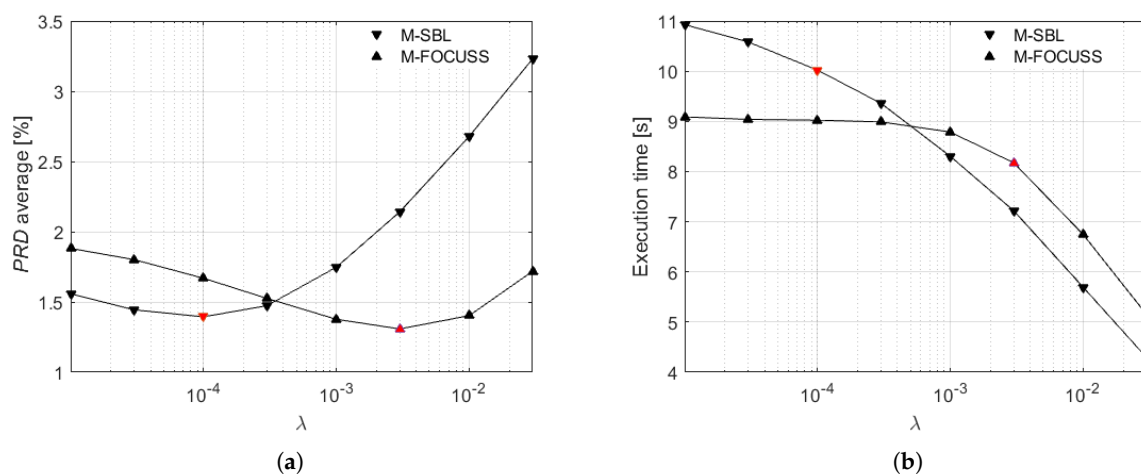 3.5
3
2.5
2
1.5
1
PRD average [%]
M-SBL
M-FOCUSS
10⁻⁴
10⁻³
10⁻²
λ
(a)
11
10
9
8
7
6
5
4
Execution time [s]
M-SBL
M-FOCUSS
10⁻⁴
10⁻³
10⁻²
λ
(b)